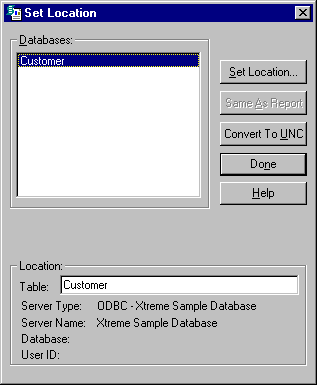 Set Location
Databases:
Customer
Set Location...
Same As Report
Convert To UNC
Done
Help
Location:
Table: Customer
Server Type: ODBC - Xtreme Sample Database
Server Name: Xtreme Sample Database
Database:
User ID: